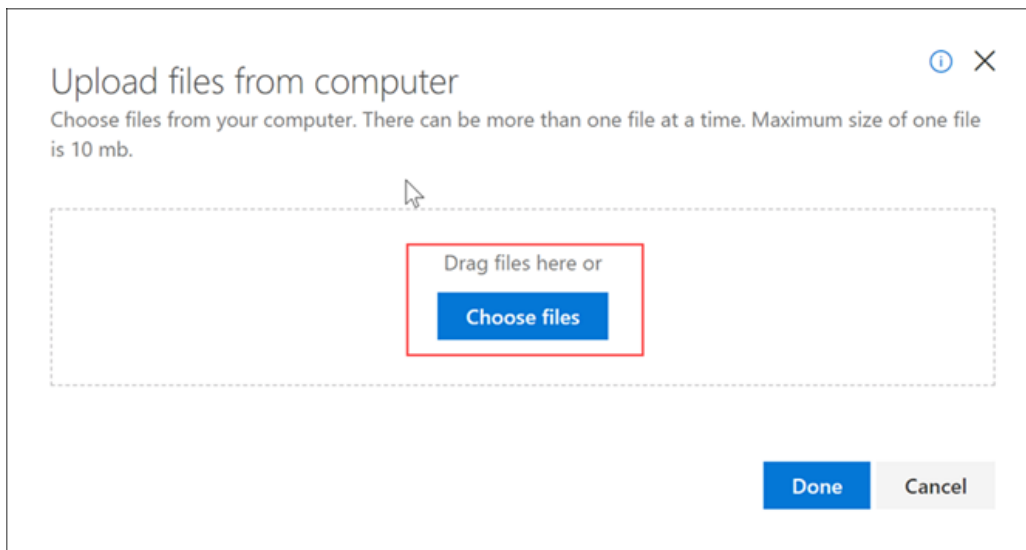 Upload files from computer
Choose files from your computer. There can be more than one file at a time. Maximum size of one file
is 10 mb.
Drag files here or
Choose files
Done Cancel